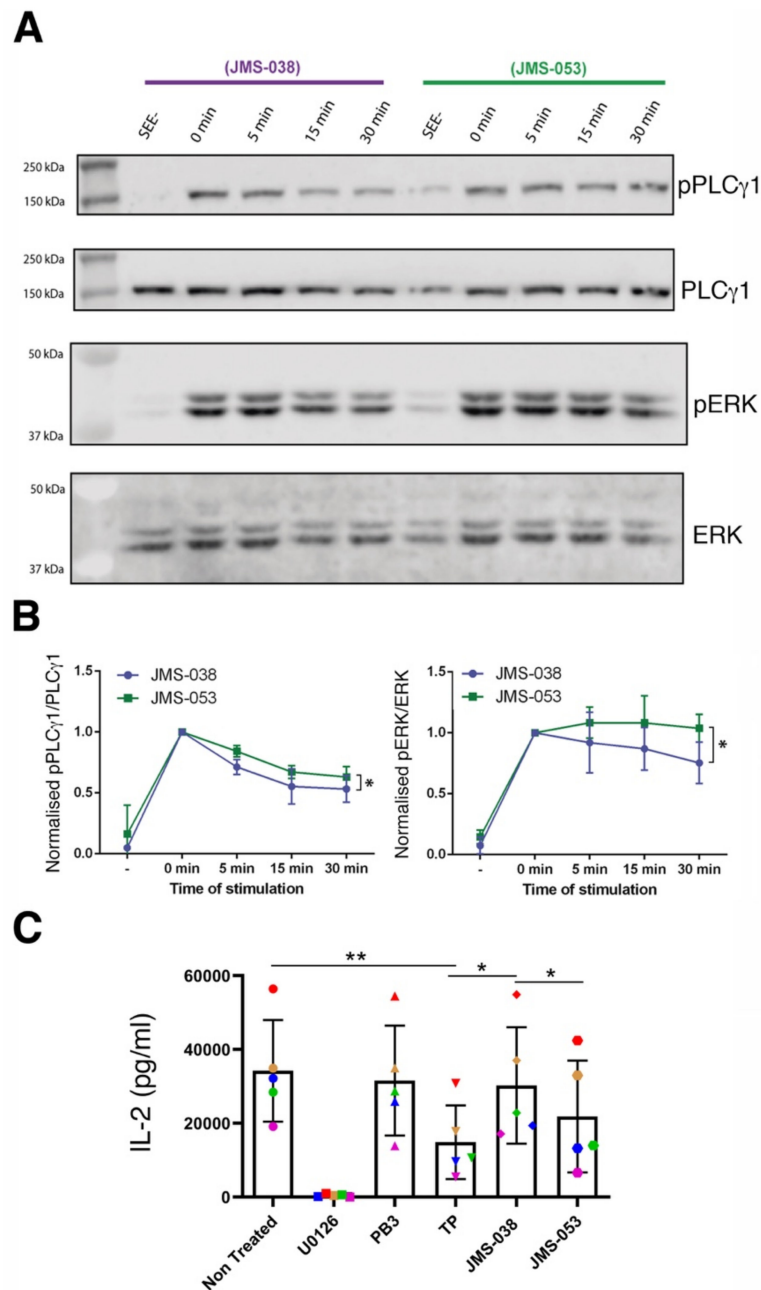 A
(JMS-038) (JMS-053)
SEE- 0 min 5 min 15 min 30 min SEE- 0 min 5 min 15 min 30 min
250 kDa
150 kDa
pPLCγ1
250 kDa
150 kDa
PLCγ1
50 kDa
37 kDa
pERK
50 kDa
37 kDa
ERK
B
Normalised pPLCγ1/PLCγ1
1.5
1.0
0.5
0.0
JMS-038
JMS-053
*
- 0 min 5 min 15 min 30 min
Time of stimulation
Normalised pERK/ERK
1.5
1.0
0.5
0.0
JMS-038
JMS-053
*
- 0 min 5 min 15 min 30 min
Time of stimulation
C
IL-2 (pg/ml)
60000
40000
20000
0
** * *
Non Treated U0126 PB3 TP JMS-038 JMS-053